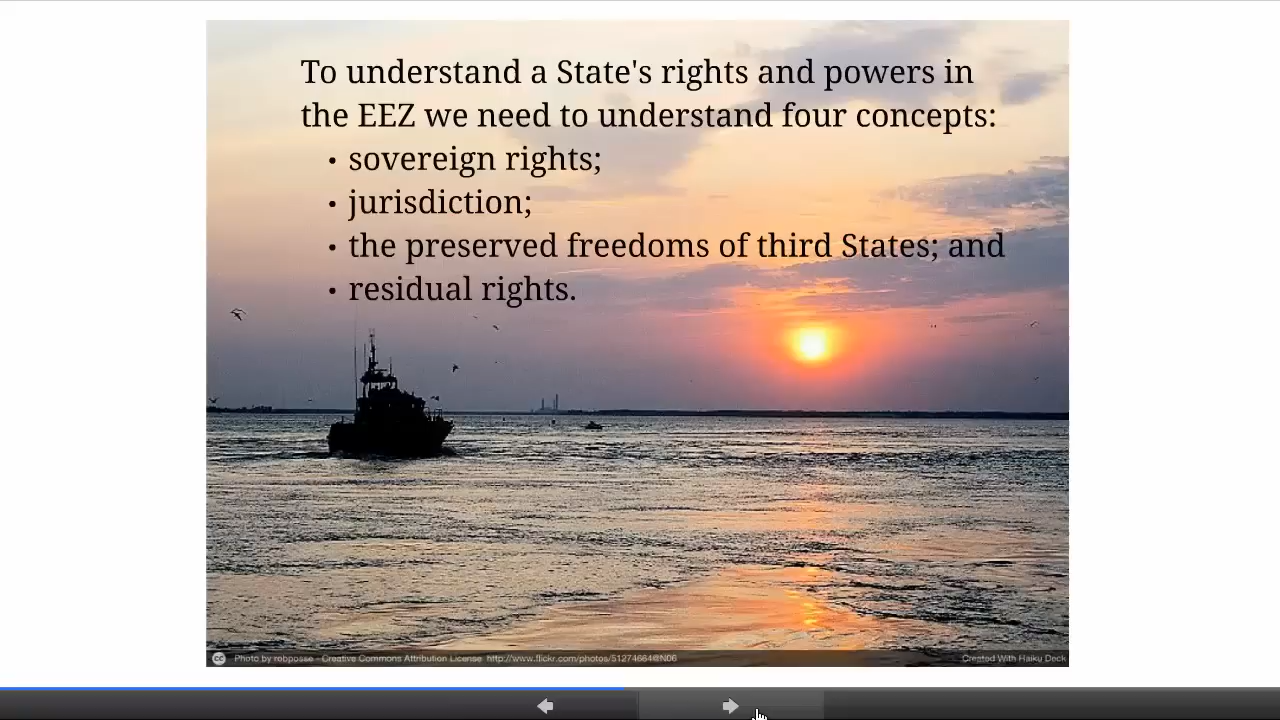 To understand a State's rights and powers in
the EEZ we need to understand four concepts:
• sovereign rights;
• jurisdiction;
• the preserved freedoms of third States; and
• residual rights.
Photo by robposse - Creative Commons Attribution License http://www.flickr.com/photos/51274664@N06
Created With Haiku Deck